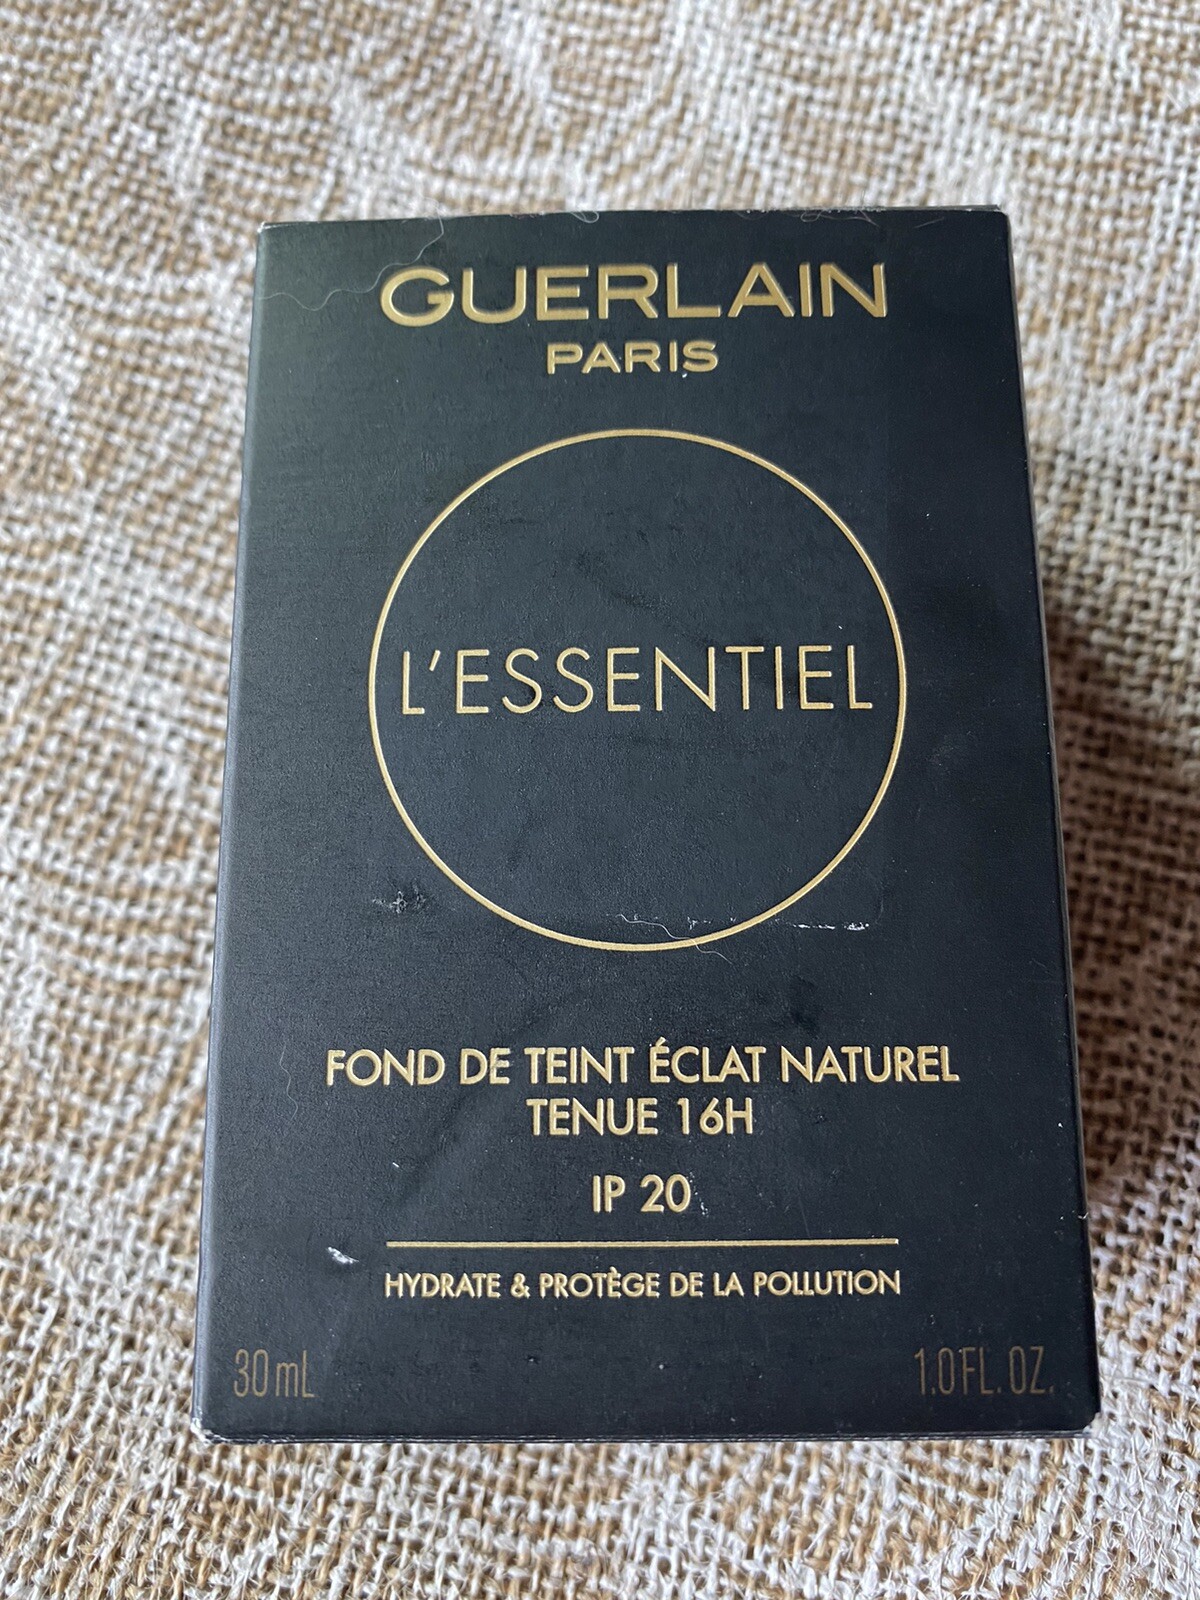 GUERLAIN
PARIS
L'ESSENTIEL
FOND DE TEINT ÉCLAT NATUREL
TENUE 16H
IP 20
HYDRATE & PROTÈGE DE LA POLLUTION
30 mL 1.0 FL. OZ.